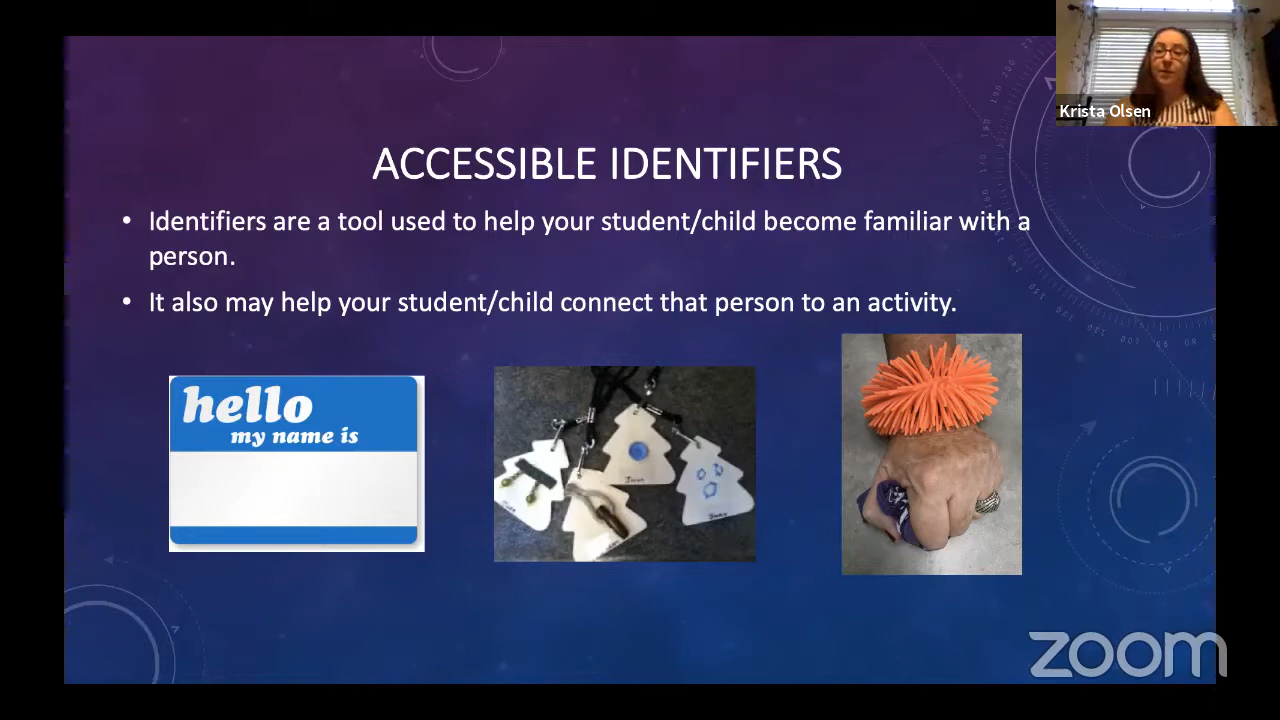 Krista Olsen
ACCESSIBLE IDENTIFIERS
• Identifiers are a tool used to help your student/child become familiar with a
person.
• It also may help your student/child connect that person to an activity.
hello
my name is
zoom